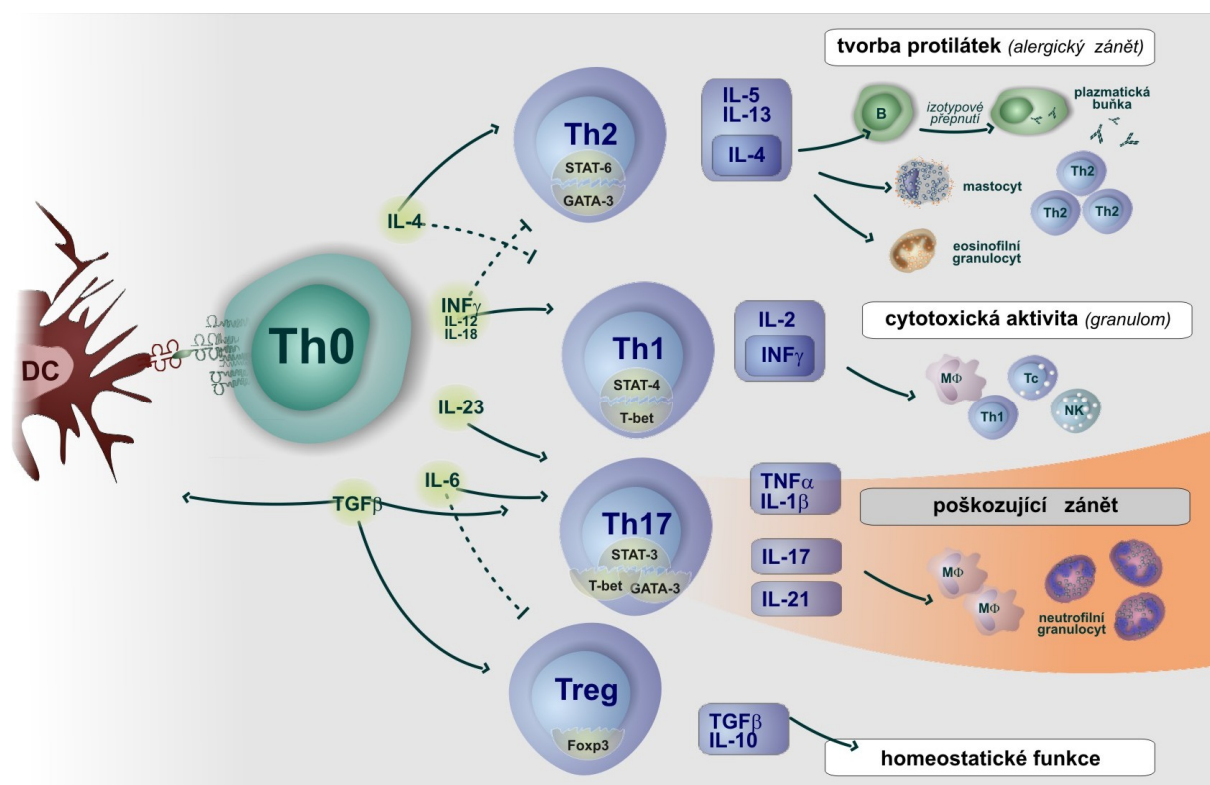 tvorba protilátek (alergický zánět)
Th2
STAT-6
GATA-3
IL-5
IL-13
IL-4
B
izotypové
přepnutí
plazmatická
buňka
mastocyt
Th2
Th2
Th2
eosinofilní
granulocyt
IL-4
DC
Th0
INFγ
IL-12
IL-18
Th1
STAT-4
T-bet
IL-2
INFγ
cytotoxická aktivita (granulom)
MΦ
Tc
Th1
NK
IL-23
IL-6
TGFβ
Th17
STAT-3
T-bet
GATA-3
TNFα
IL-1β
IL-17
IL-21
poškozující zánět
MΦ
MΦ
neutrofilní
granulocyt
Treg
Foxp3
TGFβ
IL-10
homeostatické funkce